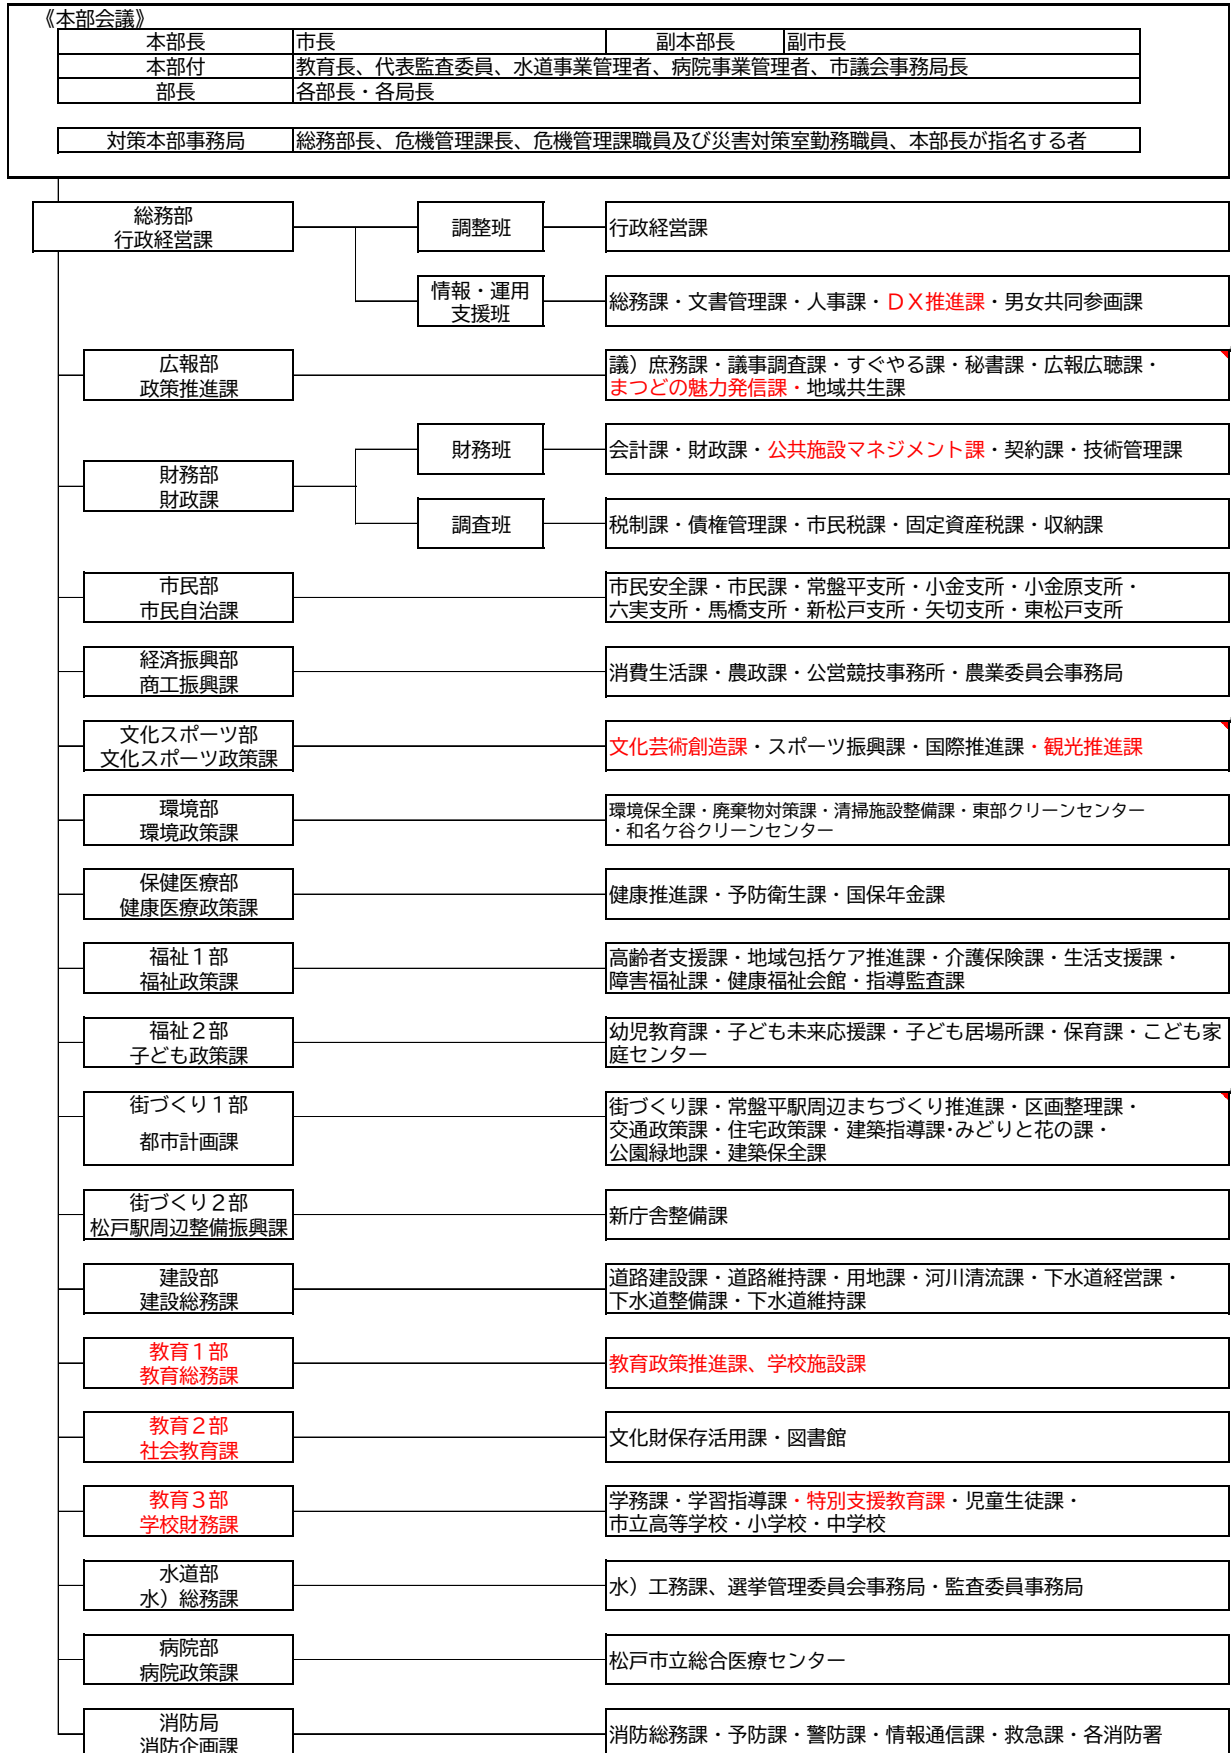 《本部会議》
本部長 市長 副本部長 副市長
本部付 教育長、代表監査委員、水道事業管理者、病院事業管理者、市議会事務局長
部長 各部長・各局長
対策本部事務局 総務部長、危機管理課長、危機管理課職員及び災害対策室勤務職員、本部長が指名する者
総務部
行政経営課
調整班
行政経営課
情報・運用
支援班
総務課・文書管理課・人事課・ＤＸ推進課・男女共同参画課
広報部
政策推進課
議）庶務課・議事調査課・すぐやる課・秘書課・広報広聴課・
まつどの魅力発信課・地域共生課
財務部
財政課
財務班
会計課・財政課・公共施設マネジメント課・契約課・技術管理課
調査班
税制課・債権管理課・市民税課・固定資産税課・収納課
市民部
市民自治課
市民安全課・市民課・常盤平支所・小金支所・小金原支所・
六実支所・馬橋支所・新松戸支所・矢切支所・東松戸支所
経済振興部
商工振興課
消費生活課・農政課・公営競技事務所・農業委員会事務局
文化スポーツ部
文化スポーツ政策課
文化芸術創造課・スポーツ振興課・国際推進課・観光推進課
環境部
環境政策課
環境保全課・廃棄物対策課・清掃施設整備課・東部クリーンセンター
・和名ケ谷クリーンセンター
保健医療部
健康医療政策課
健康推進課・予防衛生課・国保年金課
福祉１部
福祉政策課
高齢者支援課・地域包括ケア推進課・介護保険課・生活支援課・
障害福祉課・健康福祉会館・指導監査課
福祉２部
子ども政策課
幼児教育課・子ども未来応援課・子ども居場所課・保育課・こども家
庭センター
街づくり１部
都市計画課
街づくり課・常盤平駅周辺まちづくり推進課・区画整理課・
交通政策課・住宅政策課・建築指導課･みどりと花の課・
公園緑地課・建築保全課
街づくり２部
松戸駅周辺整備振興課
新庁舎整備課
建設部
建設総務課
道路建設課・道路維持課・用地課・河川清流課・下水道経営課・
下水道整備課・下水道維持課
教育１部
教育総務課
教育政策推進課、学校施設課
教育２部
社会教育課
文化財保存活用課・図書館
教育３部
学校財務課
学務課・学習指導課・特別支援教育課・児童生徒課・
市立高等学校・小学校・中学校
水道部
水）総務課
水）工務課、選挙管理委員会事務局・監査委員事務局
病院部
病院政策課
松戸市立総合医療センター
消防局
消防企画課
消防総務課・予防課・警防課・情報通信課・救急課・各消防署